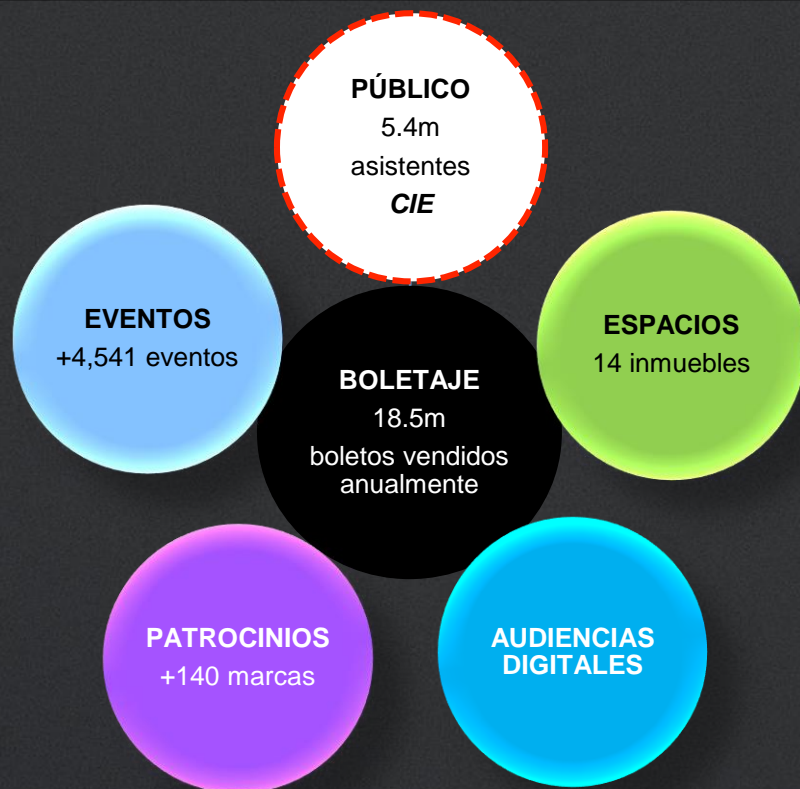 PÚBLICO
5.4m
asistentes
CIE
EVENTOS
+4,541 eventos
ESPACIOS
14 inmuebles
BOLETAJE
18.5m
boletos vendidos
anualmente
PATROCINIOS
+140 marcas
AUDIENCIAS
DIGITALES